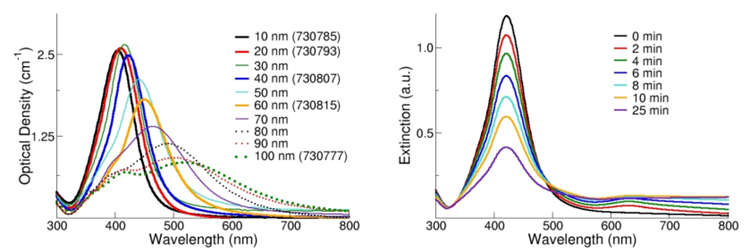 Optical Density (cm⁻¹)
2.5
1.25
10 nm (730785)
20 nm (730793)
30 nm
40 nm (730807)
50 nm
60 nm (730815)
70 nm
80 nm
90 nm
100 nm (730777)
300 400 500 600 700 800
Wavelength (nm)
Extinction (a.u.)
1.0
0.5
0 min
2 min
4 min
6 min
8 min
10 min
25 min
300 400 500 600 700 800
Wavelength (nm)